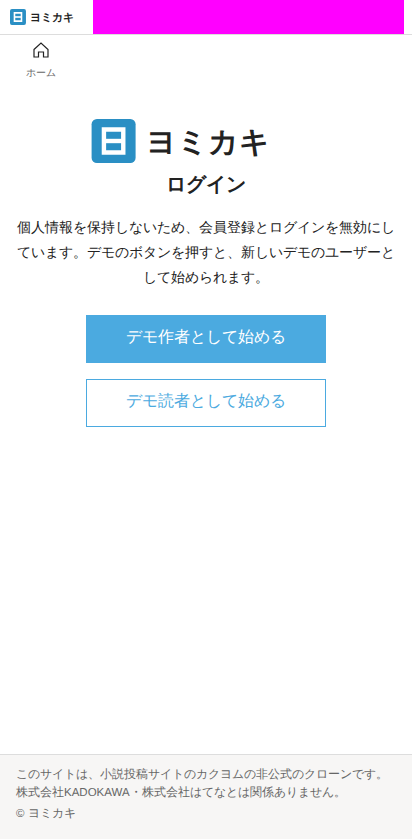 ヨミカキ
ホーム
ヨミカキ
ログイン
個人情報を保持しないため、会員登録とログインを無効にし
ています。デモのボタンを押すと、新しいデモのユーザーと
して始められます。
デモ作者として始める
デモ読者として始める
このサイトは、小説投稿サイトのカクヨムの非公式のクローンです。
株式会社KADOKAWA・株式会社はてなとは関係ありません。
© ヨミカキ